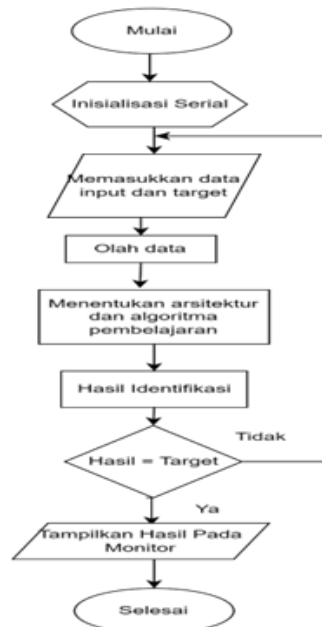 Mulai
Inisialisasi Serial
Memasukkan data
input dan target
Olah data
Menentukan arsitektur
dan algoritma
pembelajaran
Hasil Identifikasi
Tidak
Hasil = Target
Ya
Tampilkan Hasil Pada
Monitor
Selesai